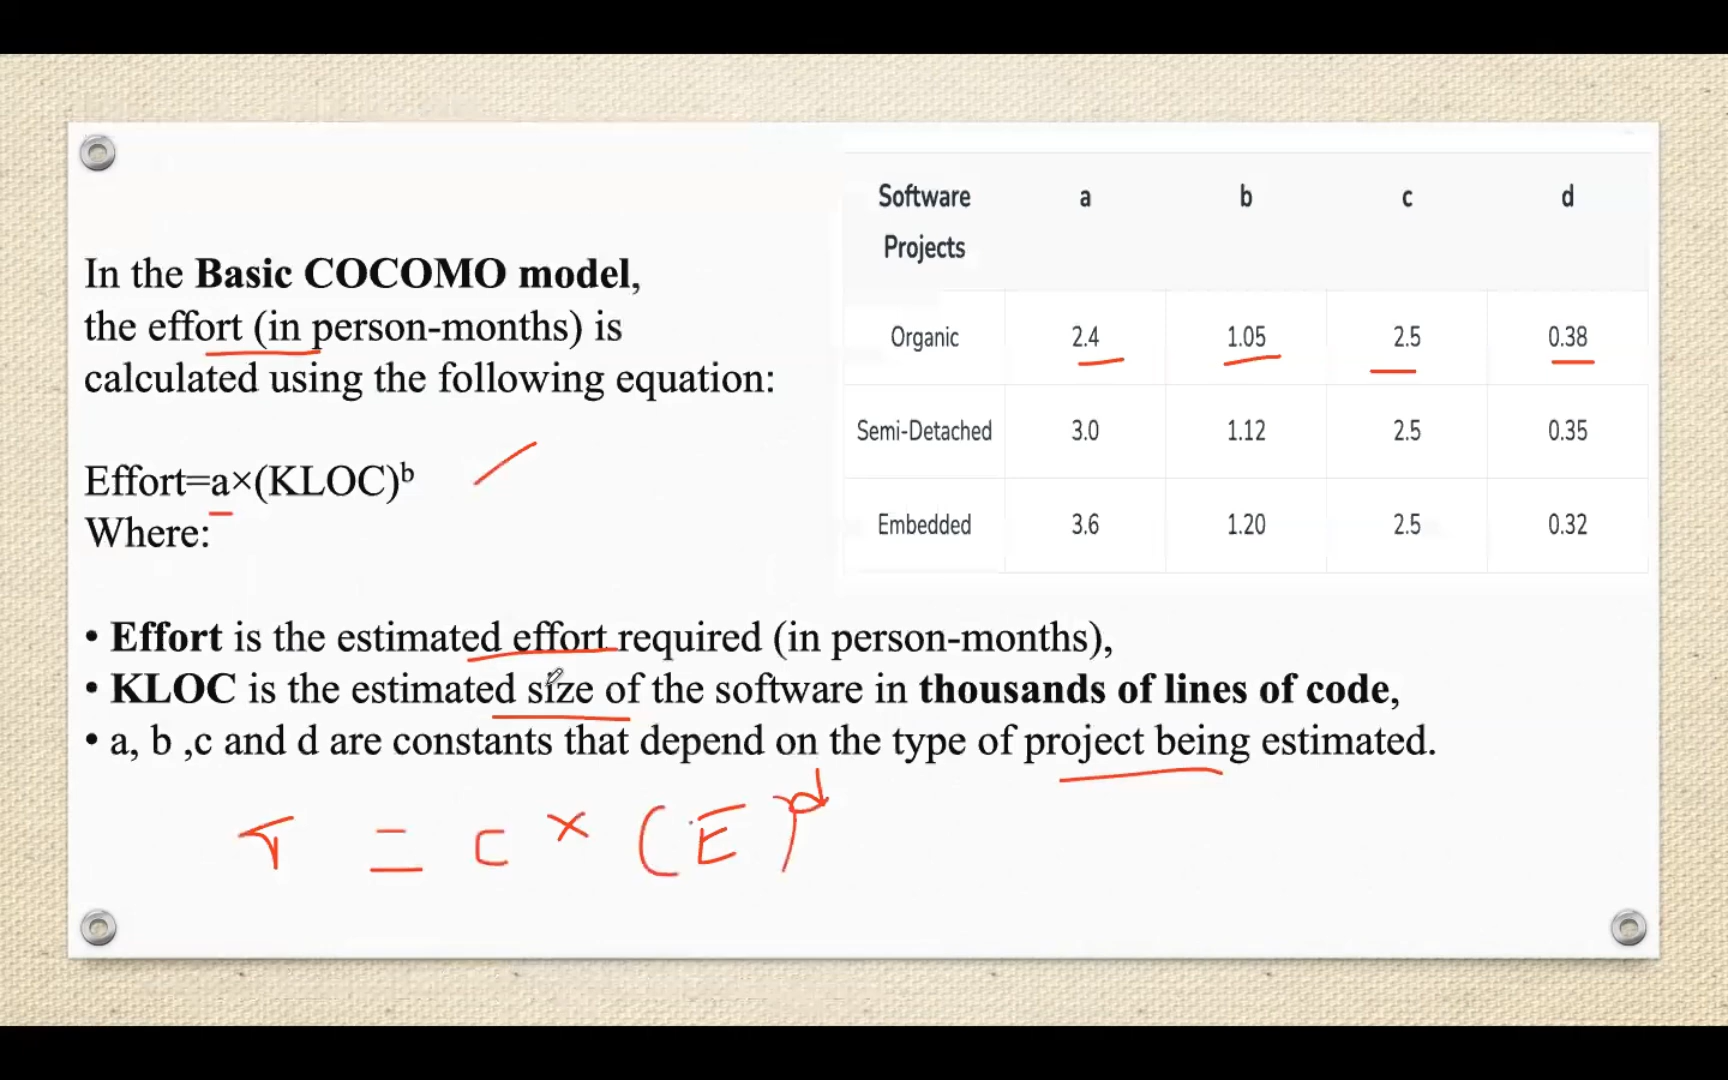 In the Basic COCOMO model,
the effort (in person-months) is
calculated using the following equation:
Effort=a×(KLOC)ᵇ
Where:
Software Projects a b c d
Organic 2.4 1.05 2.5 0.38
Semi-Detached 3.0 1.12 2.5 0.35
Embedded 3.6 1.20 2.5 0.32
• Effort is the estimated effort required (in person-months),
• KLOC is the estimated size of the software in thousands of lines of code,
• a, b ,c and d are constants that depend on the type of project being estimated.
T = c × (E)ᵈ